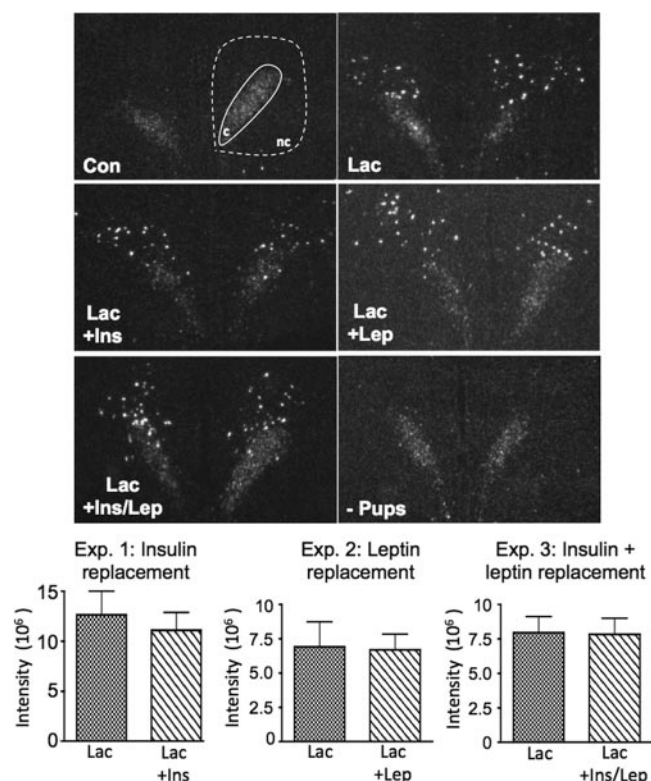 c
nc
Con
Lac
Lac
+Ins
Lac
+Lep
Lac
+Ins/Lep
- Pups
Exp. 1: Insulin
replacement
Intensity (10⁶ )
15
10
5
0
Lac
Lac
+Ins
Exp. 2: Leptin
replacement
Intensity (10⁶ )
10
7.5
5
2.5
0
Lac
Lac
+Lep
Exp. 3: Insulin +
leptin replacement
Intensity (10⁶ )
10
7.5
5
2.5
0
Lac
Lac
+Ins/Lep